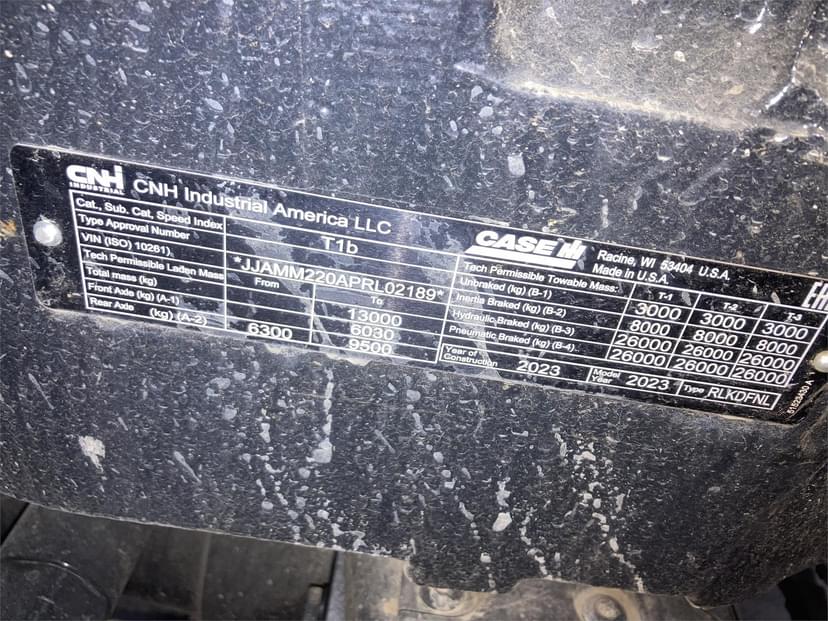 CNH
INDUSTRIAL
CNH Industrial America LLC
Cat., Sub. Cat, Speed Index
T1b
Type Approval Number
VIN (ISO) 10261)
*JJAMM220APRL02189*
Tech Permissible Laden Mass
From
To
Total mass (kg)
13000
Front Axle (kg) (A-1)
6030
Rear Axle (kg) (A-2)
6300
9500
CASE IH
Racine, WI 53404 U.S.A.
Made in U.S.A.
Tech Permissible Towable Mass:
T-1
T-2
T-3
Unbraked (kg) (B-1)
3000
3000
3000
Inertia Braked (kg) (B-2)
8000
8000
8000
Hydraulic Braked (kg) (B-3)
26000
26000
26000
Pneumatic Braked (kg) (B-4)
26000
26000
26000
Year of Construction
2023
Model Year
2023
Type
RLKDFNL